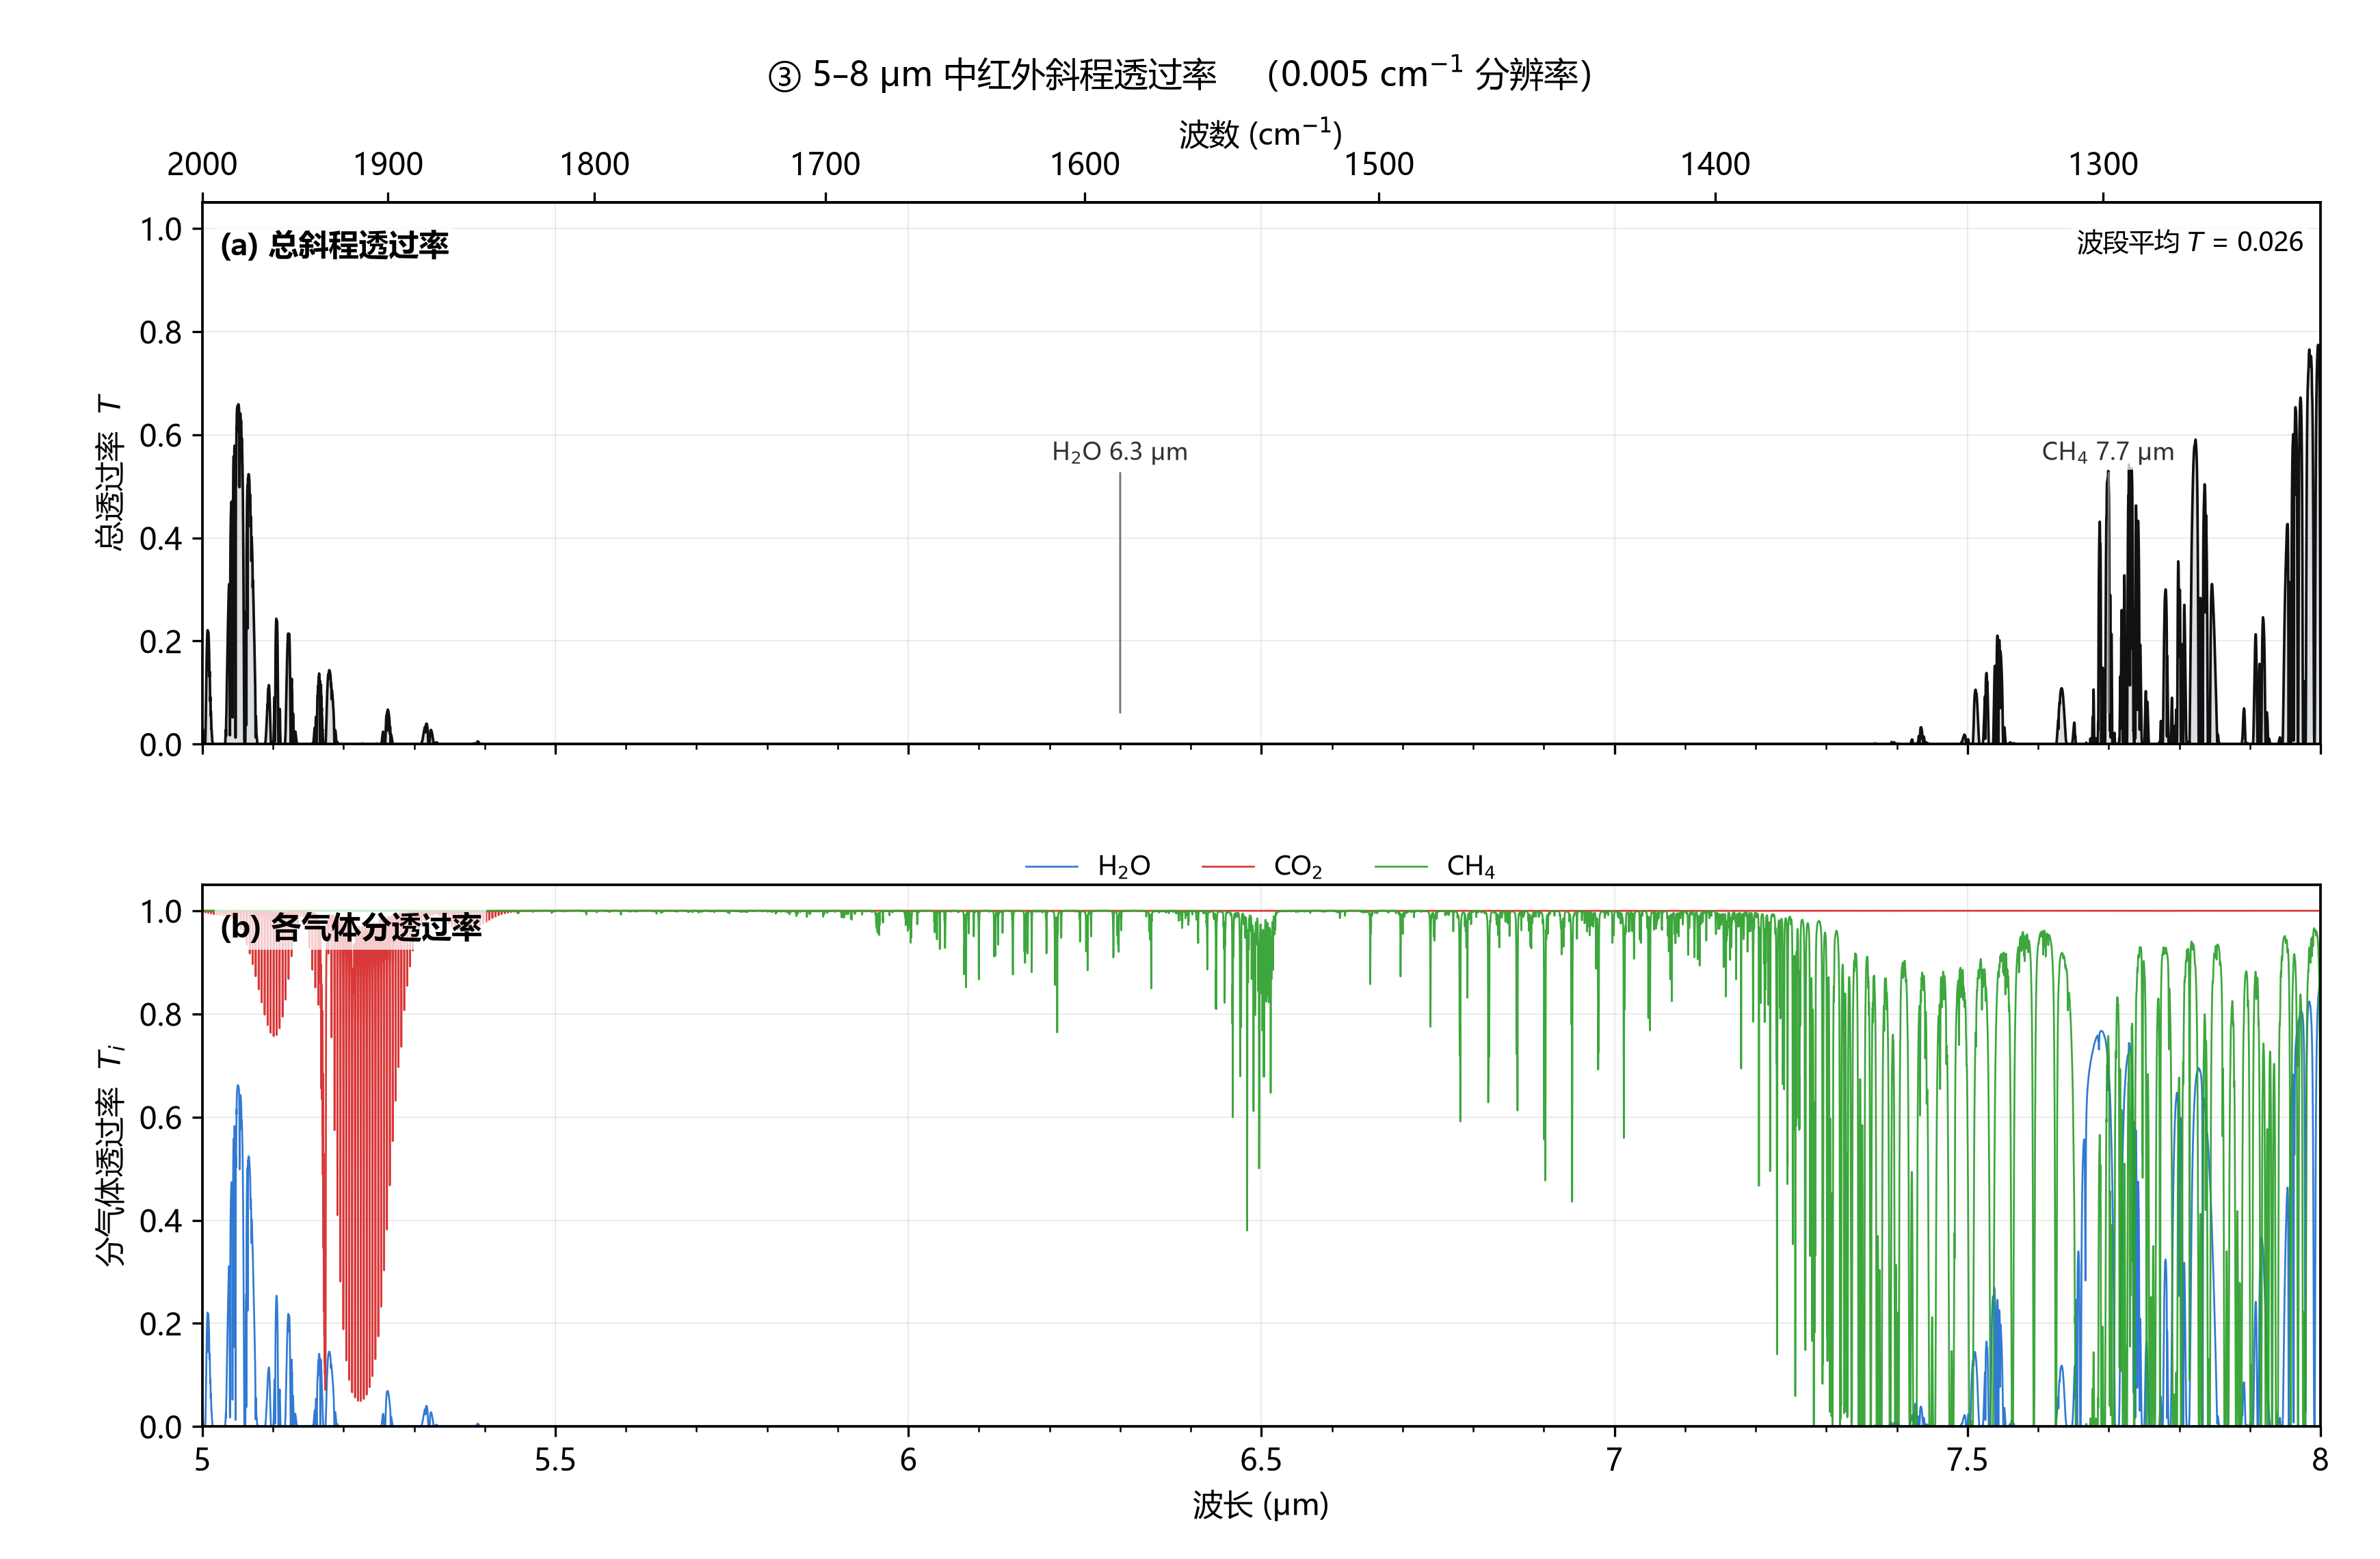 ③ 5–8 μm 中红外斜程透过率 (0.005 cm⁻¹ 分辨率)
波数 (cm⁻¹)
2000 1900 1800 1700 1600 1500 1400 1300
(a) 总斜程透过率
波段平均 T = 0.026
1.0
0.8
0.6
0.4
0.2
0.0
总透过率 T
H₂O 6.3 μm
CH₄ 7.7 μm
H₂O CO₂ CH₄
(b) 各气体分透过率
1.0
0.8
0.6
0.4
0.2
0.0
分气体透过率 Tᵢ
5 5.5 6 6.5 7 7.5 8
波长 (μm)